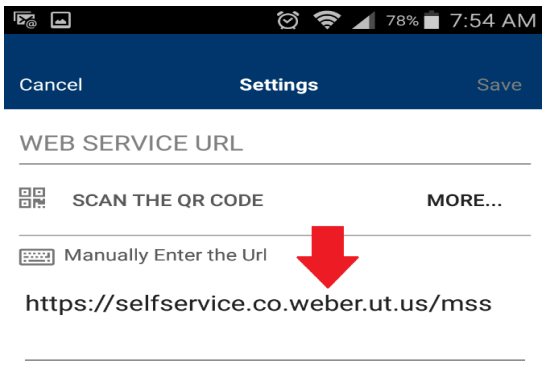 78% 7:54 AM
Cancel Settings Save
WEB SERVICE URL
SCAN THE QR CODE MORE...
Manually Enter the Url
https://selfservice.co.weber.ut.us/mss